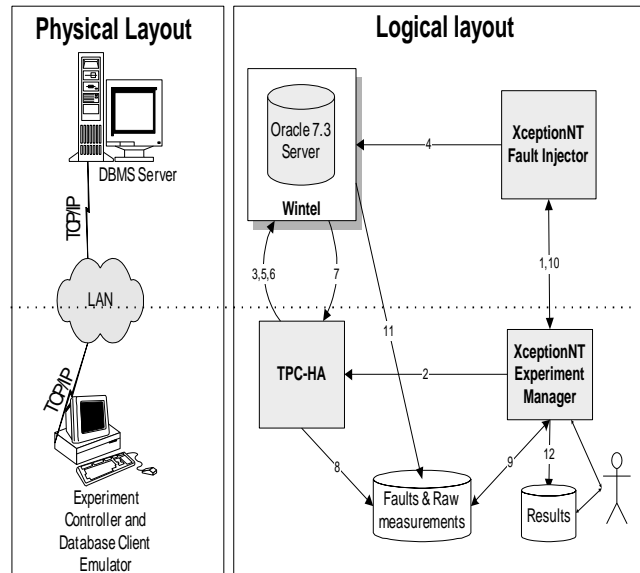 Physical Layout
DBMS Server
TCP/IP
LAN
TCP/IP
Experiment
Controller and
Database Client
Emulator
Logical layout
Oracle 7.3
Server
Wintel
4
XceptionNT
Fault Injector
3,5,6
7
11
1,10
TPC-HA
2
XceptionNT
Experiment
Manager
8
9
12
Faults & Raw
measurements
Results